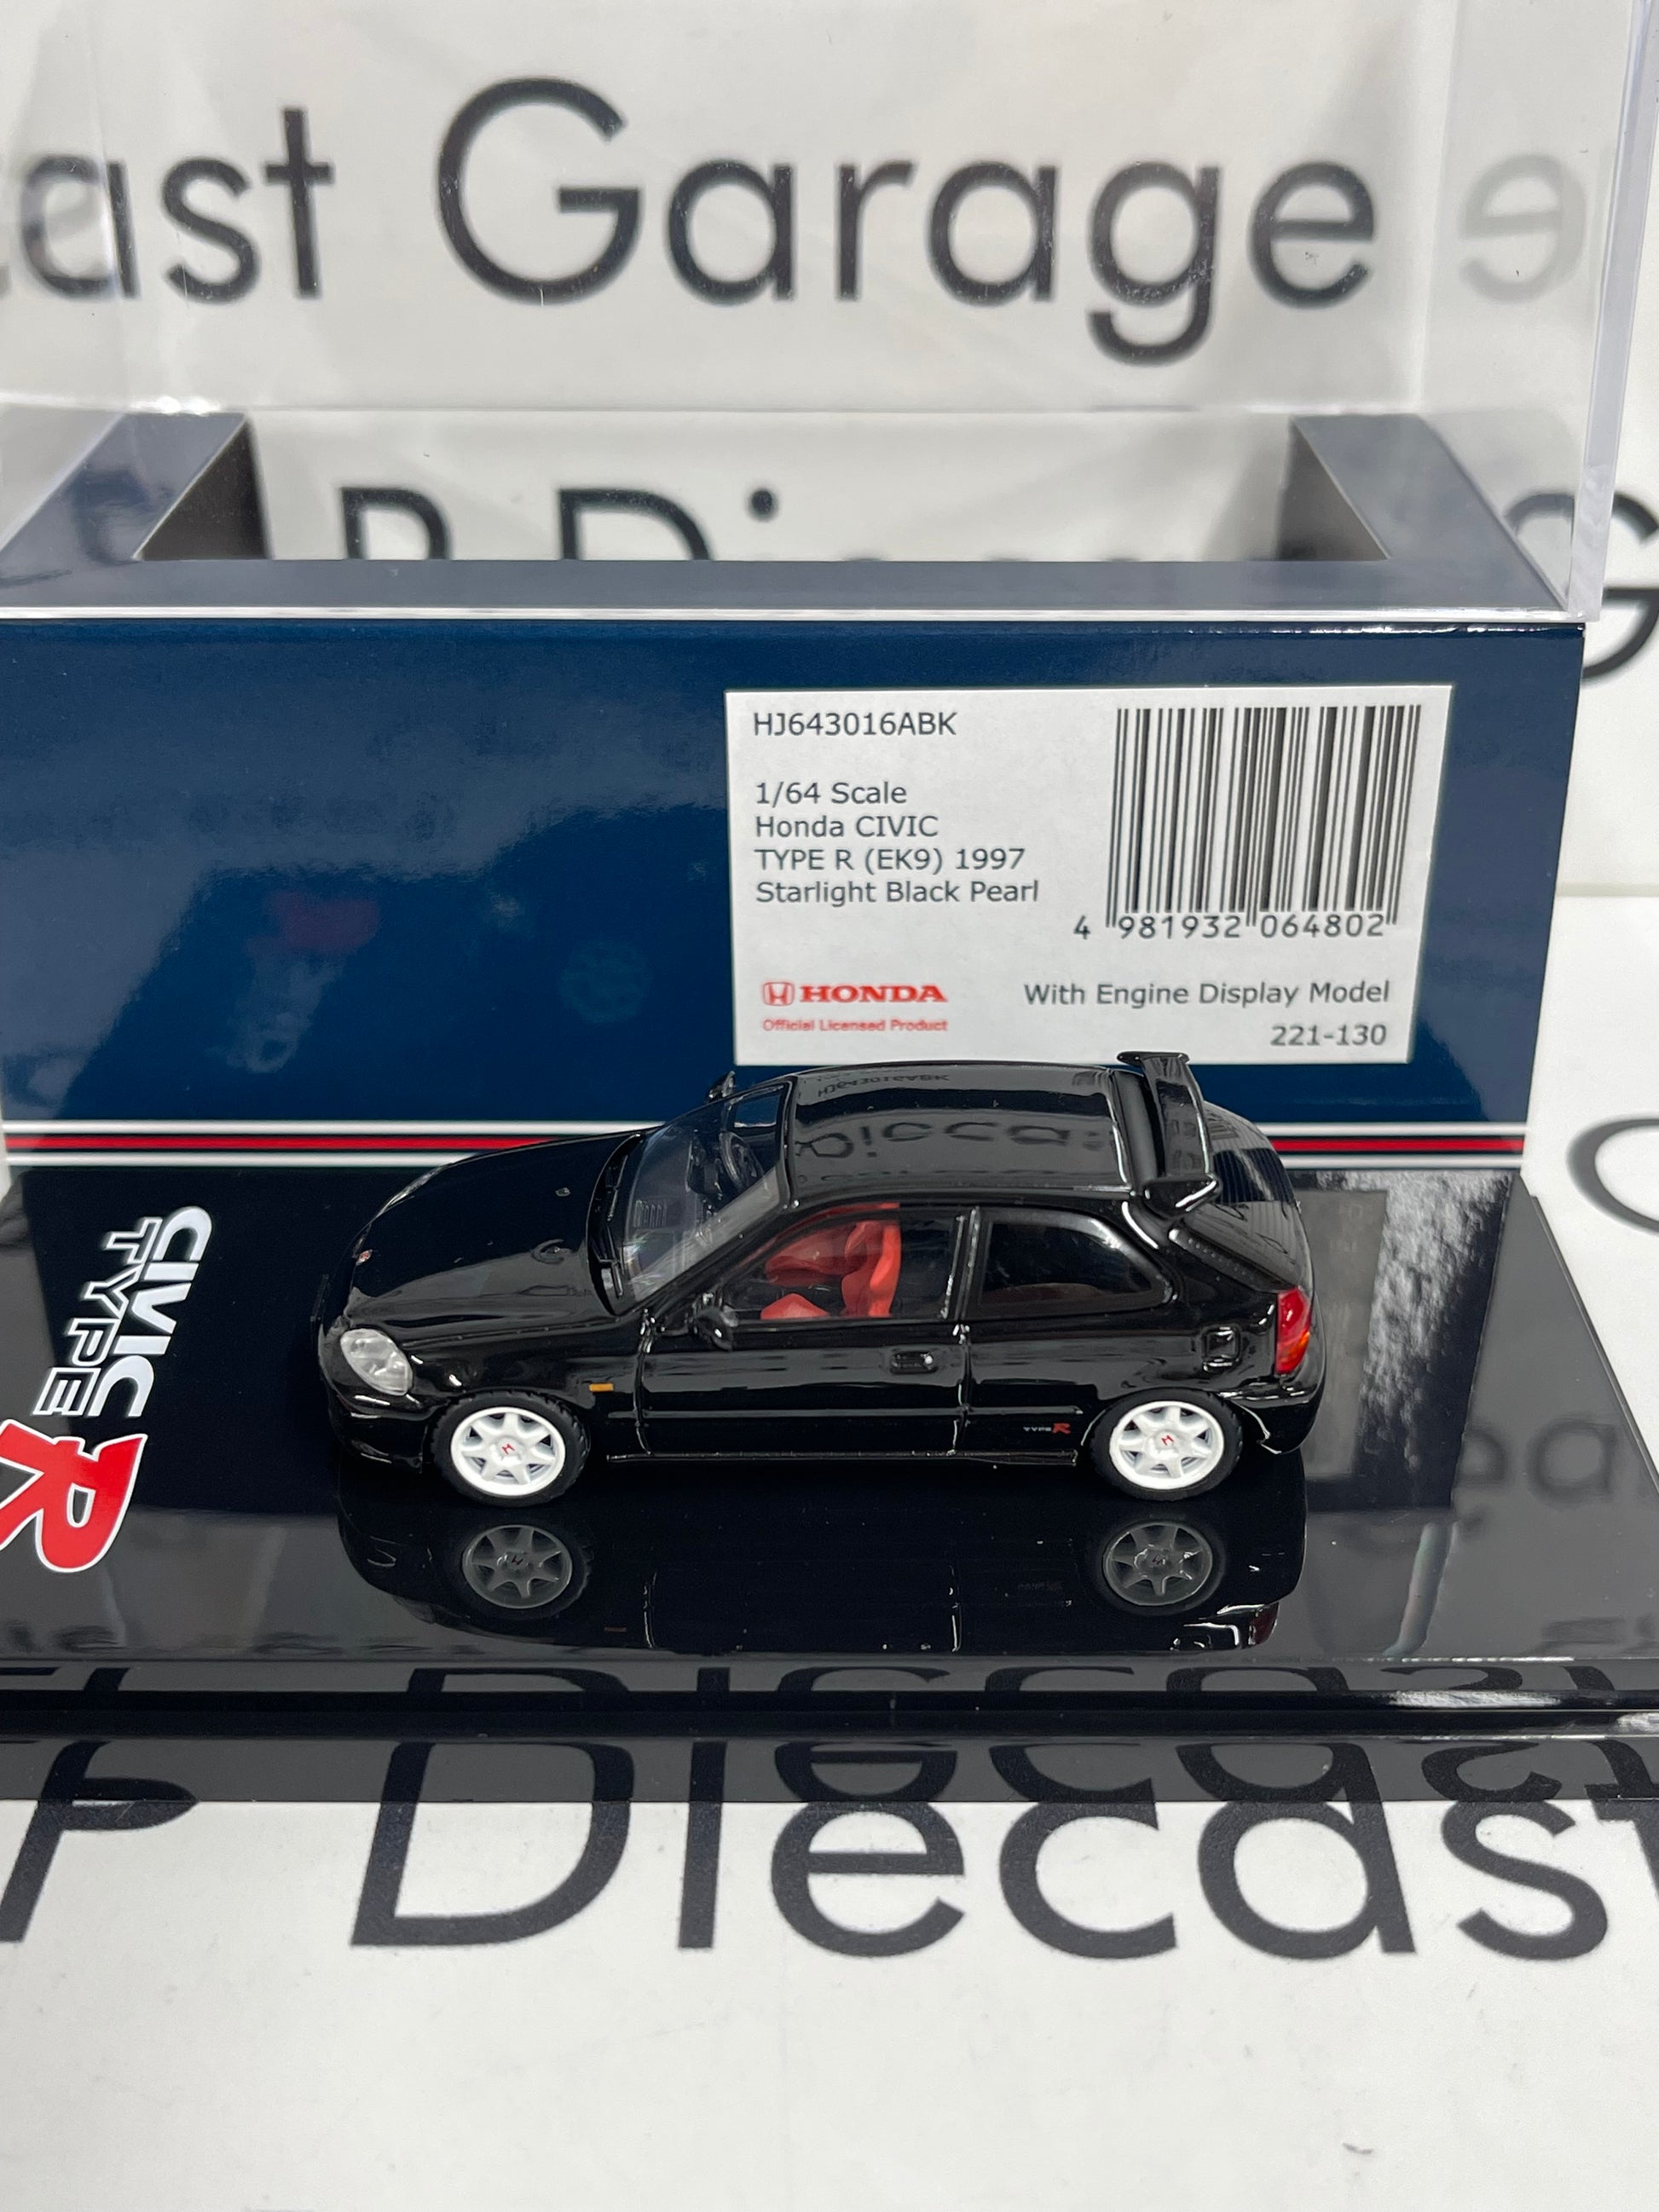 ast Garage
HJ643016ABK
1/64 Scale
Honda CIVIC
TYPE R (EK9) 1997
Starlight Black Pearl
4 981932 064802
HONDA
Official Licensed Product
With Engine Display Model
221-130
CIVIC
TYPE
R
TYPE R
Diecast